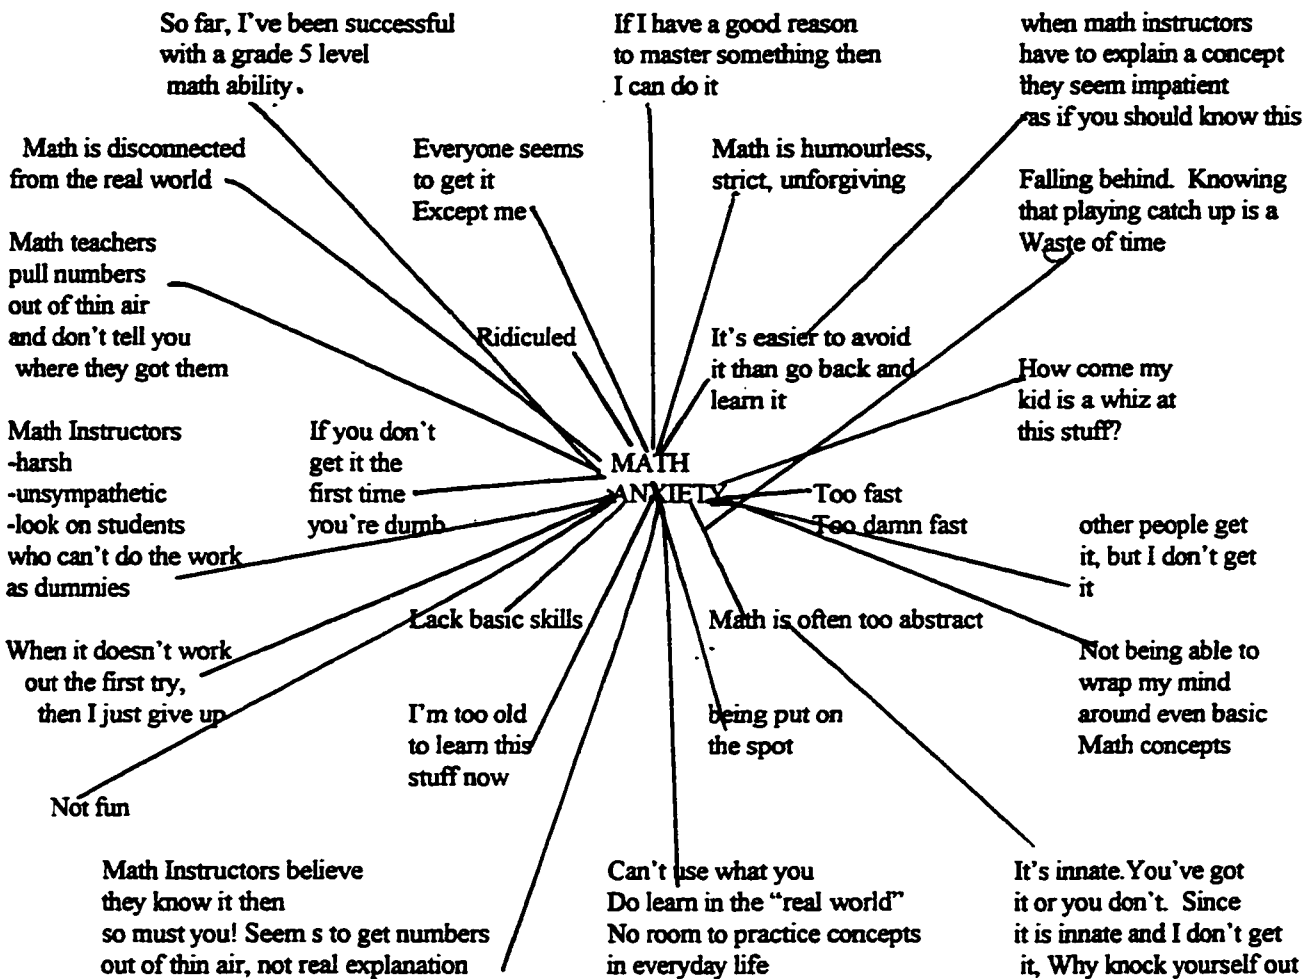 So far, I've been successful
with a grade 5 level
math ability.
If I have a good reason
to master something then
I can do it
when math instructors
have to explain a concept
they seem impatient
-as if you should know this
Math is disconnected
from the real world
Everyone seems
to get it
Except me
Math is humourless,
strict, unforgiving
Falling behind. Knowing
that playing catch up is a
Waste of time
Math teachers
pull numbers
out of thin air
and don't tell you
where they got them
Ridiculed
It's easier to avoid
it than go back and
learn it
How come my
kid is a whiz at
this stuff?
Math Instructors
-harsh
-unsympathetic
-look on students
who can't do the work
as dummies
If you don't
get it the
first time
you're dumb
MATH
ANXIETY
Too fast
Too damn fast
other people get
it, but I don't get
it
Lack basic skills
Math is often too abstract
When it doesn't work
out the first try,
then I just give up
Not being able to
wrap my mind
around even basic
Math concepts
I'm too old
to learn this
stuff now
being put on
the spot
Not fun
Math Instructors believe
they know it then
so must you! Seem s to get numbers
out of thin air, not real explanation
Can't use what you
Do learn in the "real world"
No room to practice concepts
in everyday life
It's innate.You've got
it or you don't. Since
it is innate and I don't get
it, Why knock yourself out